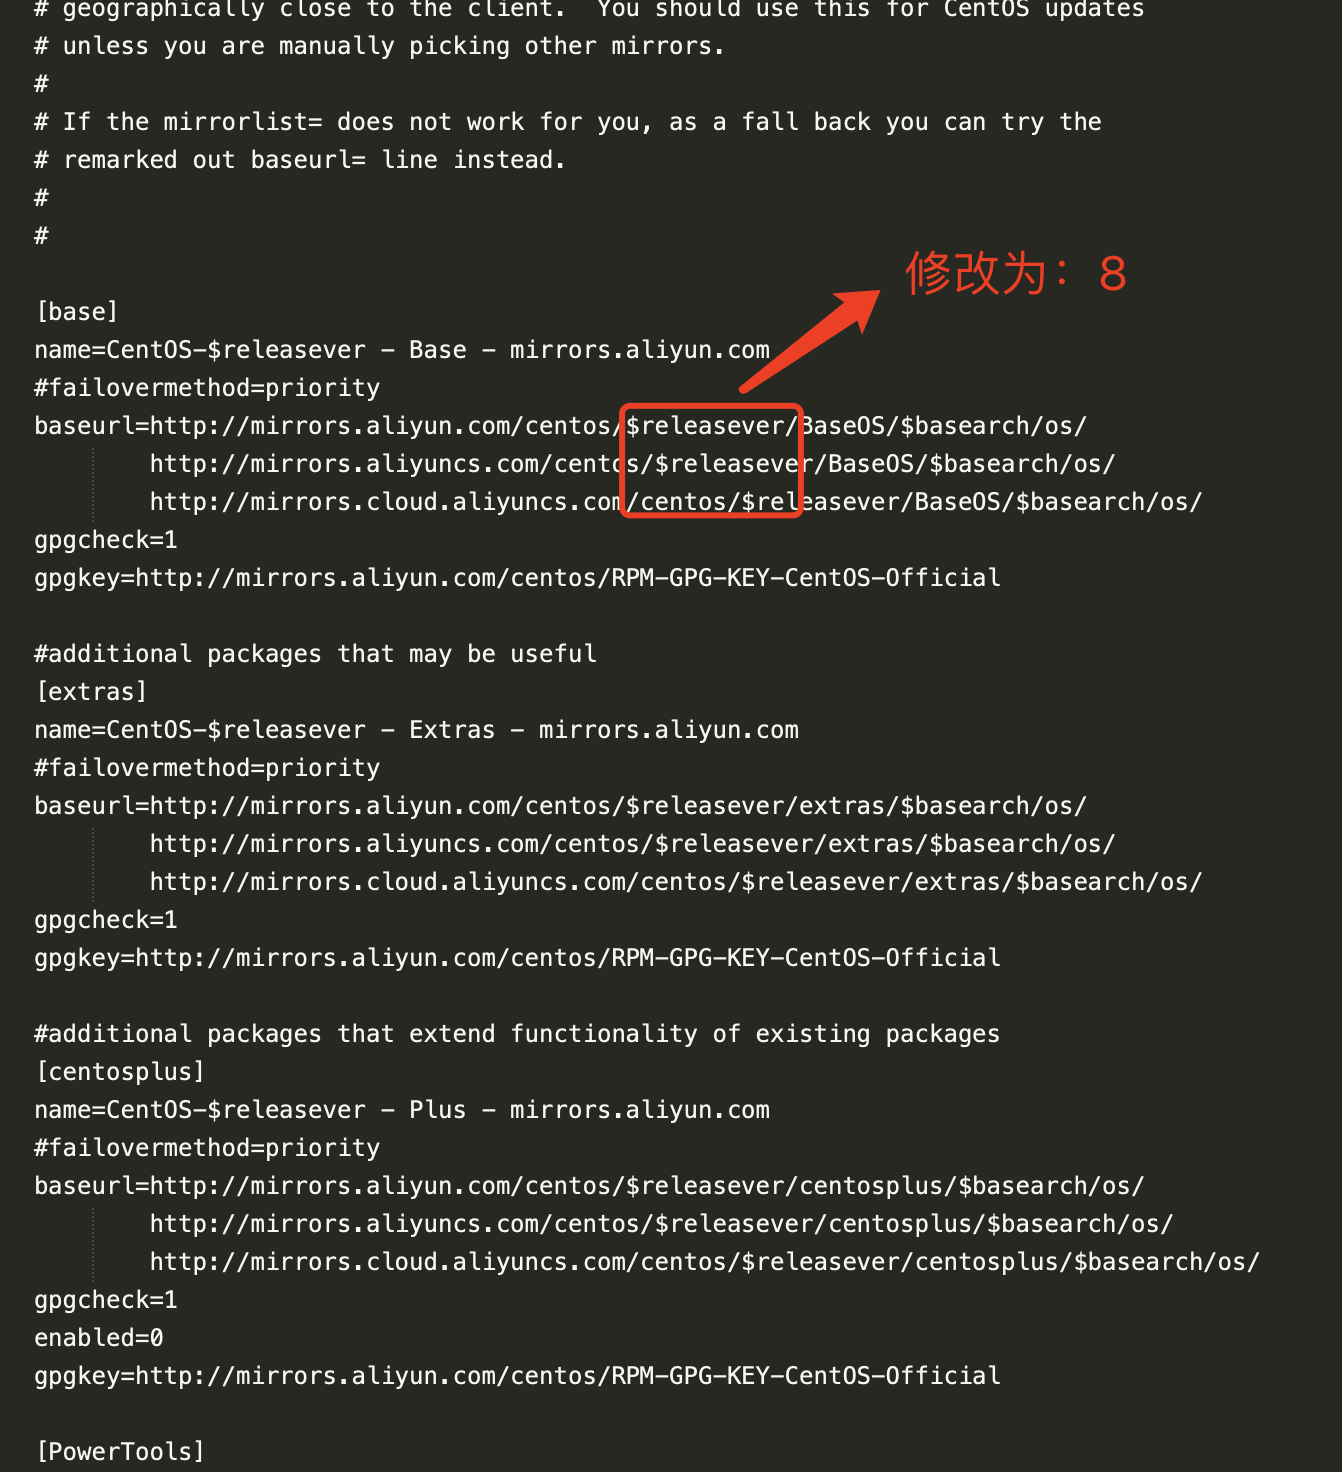 # geographically close to the client.  You should use this for CentOS updates
# unless you are manually picking other mirrors.
#
# If the mirrorlist= does not work for you, as a fall back you can try the
# remarked out baseurl= line instead.
#
#
修改为：8
[base]
name=CentOS-$releasever - Base - mirrors.aliyun.com
#failovermethod=priority
baseurl=http://mirrors.aliyun.com/centos/$releasever/BaseOS/$basearch/os/
        http://mirrors.aliyuncs.com/centos/$releasever/BaseOS/$basearch/os/
        http://mirrors.cloud.aliyuncs.com/centos/$releasever/BaseOS/$basearch/os/
gpgcheck=1
gpgkey=http://mirrors.aliyun.com/centos/RPM-GPG-KEY-CentOS-Official
#additional packages that may be useful
[extras]
name=CentOS-$releasever - Extras - mirrors.aliyun.com
#failovermethod=priority
baseurl=http://mirrors.aliyun.com/centos/$releasever/extras/$basearch/os/
        http://mirrors.aliyuncs.com/centos/$releasever/extras/$basearch/os/
        http://mirrors.cloud.aliyuncs.com/centos/$releasever/extras/$basearch/os/
gpgcheck=1
gpgkey=http://mirrors.aliyun.com/centos/RPM-GPG-KEY-CentOS-Official
#additional packages that extend functionality of existing packages
[centosplus]
name=CentOS-$releasever - Plus - mirrors.aliyun.com
#failovermethod=priority
baseurl=http://mirrors.aliyun.com/centos/$releasever/centosplus/$basearch/os/
        http://mirrors.aliyuncs.com/centos/$releasever/centosplus/$basearch/os/
        http://mirrors.cloud.aliyuncs.com/centos/$releasever/centosplus/$basearch/os/
gpgcheck=1
enabled=0
gpgkey=http://mirrors.aliyun.com/centos/RPM-GPG-KEY-CentOS-Official
[PowerTools]